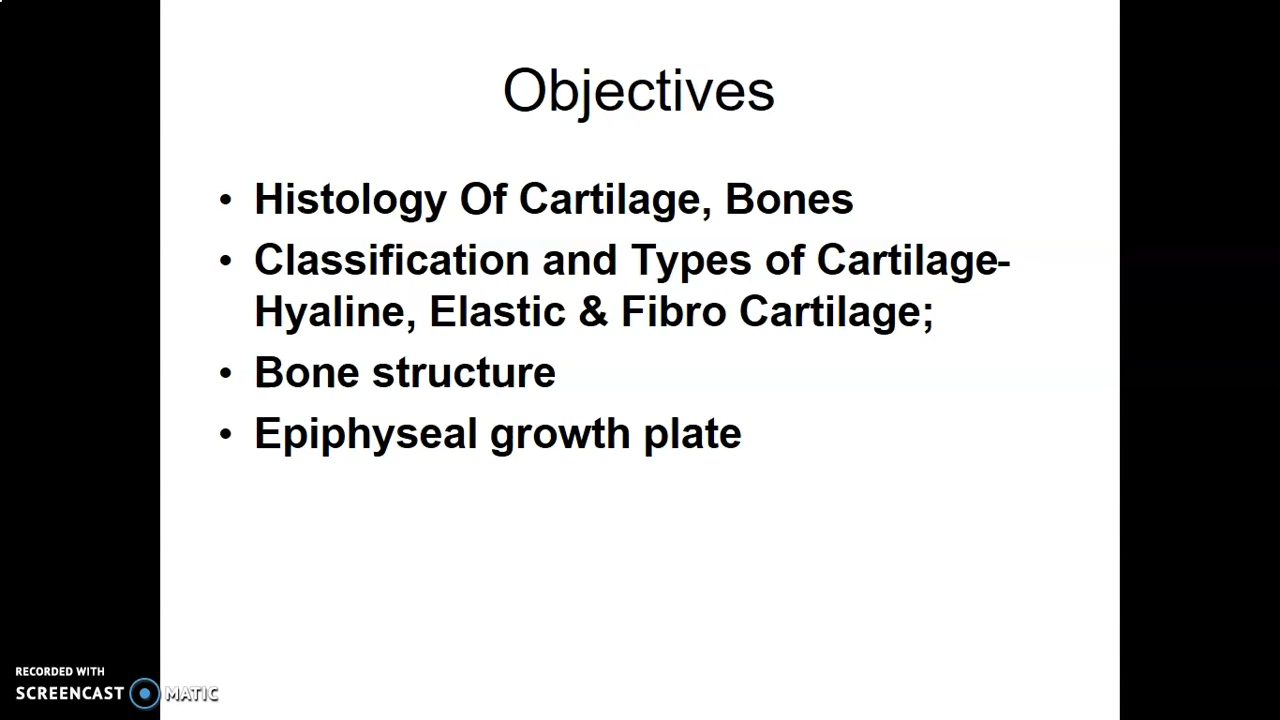 Objectives
• Histology Of Cartilage, Bones
• Classification and Types of Cartilage-
Hyaline, Elastic & Fibro Cartilage;
• Bone structure
• Epiphyseal growth plate
RECORDED WITH
SCREENCAST MATIC